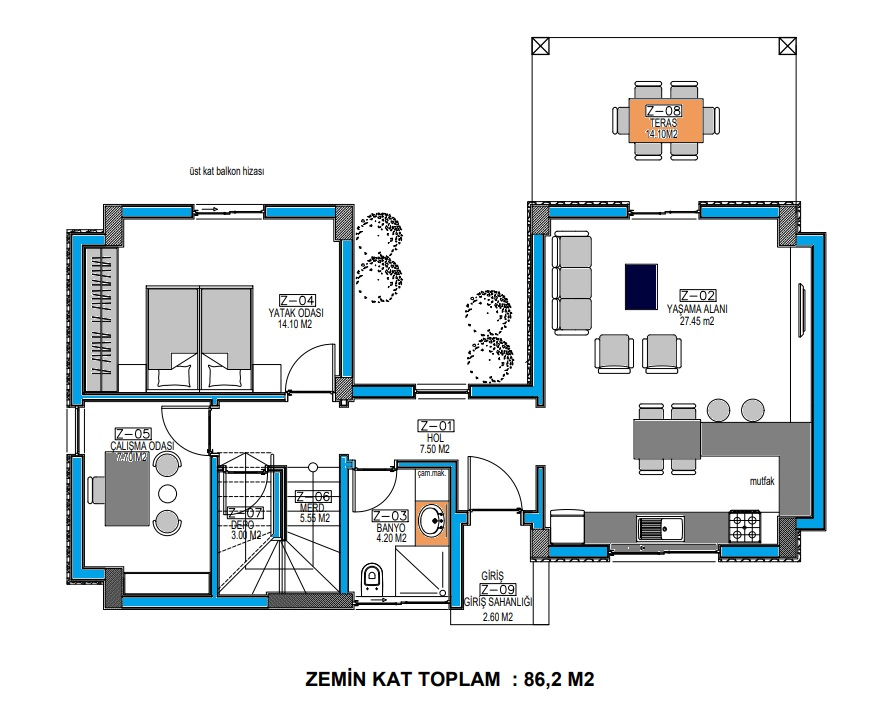 Z-08
TERAS
14.10M2
üst kat balkon hizası
Z-04
YATAK ODASI
14.10 M2
Z-02
YAŞAMA ALANI
27.45 m2
Z-01
HOL
7.50 M2
Z-05
ÇALIŞMA ODASI
7.70 M2
çam.mak.
mutfak
Z-06
MERD.
5.55 M2
Z-07
DEPO
3.00 M2
Z-03
BANYO
4.20 M2
GİRİŞ
Z-09
GİRİŞ SAHANLIĞI
2.60 M2
ZEMİN KAT TOPLAM : 86,2 M2